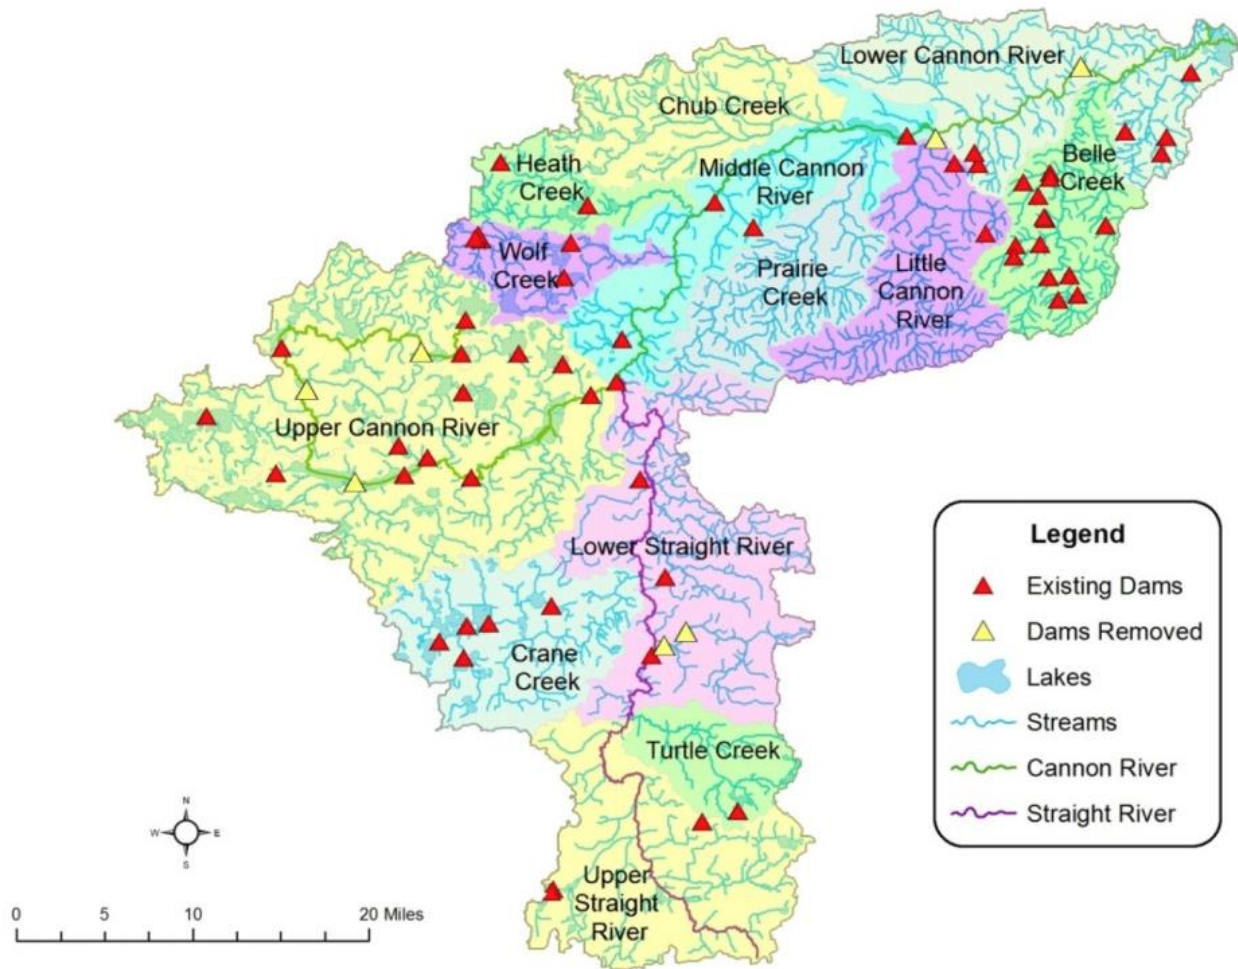 Lower Cannon River
Chub Creek
Heath
Creek
Middle Cannon
River
Belle
Creek
Wolf
Creek
Prairie
Creek
Little
Cannon
River
Upper Cannon River
Lower Straight River
Crane
Creek
Turtle Creek
Upper
Straight
River
Legend
Existing Dams
Dams Removed
Lakes
Streams
Cannon River
Straight River
N
W E
S
0 5 10 20 Miles